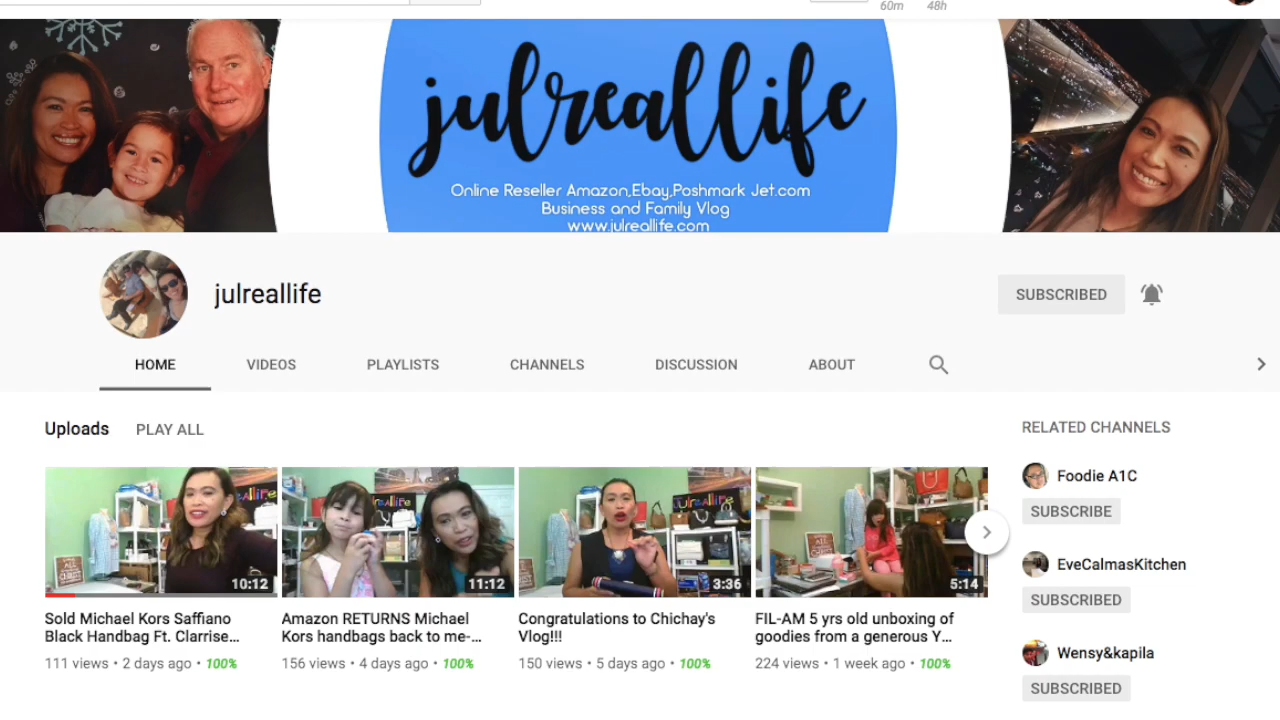 60m 48h
julreallife
Online Reseller Amazon,Ebay,Poshmark Jet.com
Business and Family Vlog
www.julreallife.com
julreallife
SUBSCRIBED
HOME VIDEOS PLAYLISTS CHANNELS DISCUSSION ABOUT
Uploads PLAY ALL
10:12
11:12
3:36
5:14
Sold Michael Kors Saffiano
Black Handbag Ft. Clarrise...
111 views • 2 days ago • 100%
Amazon RETURNS Michael
Kors handbags back to me-...
156 views • 4 days ago • 100%
Congratulations to Chichay's
Vlog!!!
150 views • 5 days ago • 100%
FIL-AM 5 yrs old unboxing of
goodies from a generous Y...
224 views • 1 week ago • 100%
RELATED CHANNELS
Foodie A1C
SUBSCRIBE
EveCalmasKitchen
SUBSCRIBED
Wensy&kapila
SUBSCRIBED